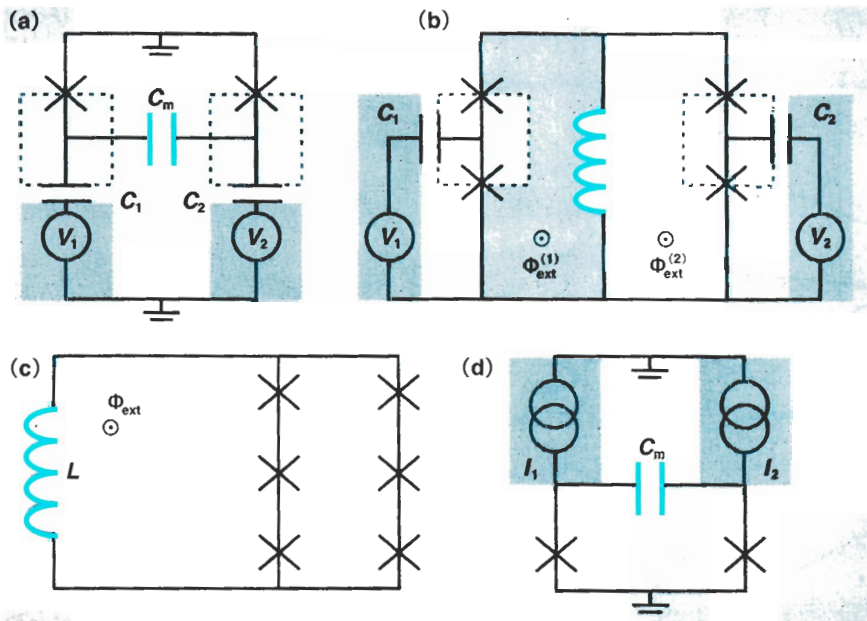 (a)
C_m
C_1
C_2
V_1
V_2
(b)
C_1
C_2
V_1
V_2
Φ_ext^(1)
Φ_ext^(2)
(c)
Φ_ext
L
(d)
C_m
I_1
I_2